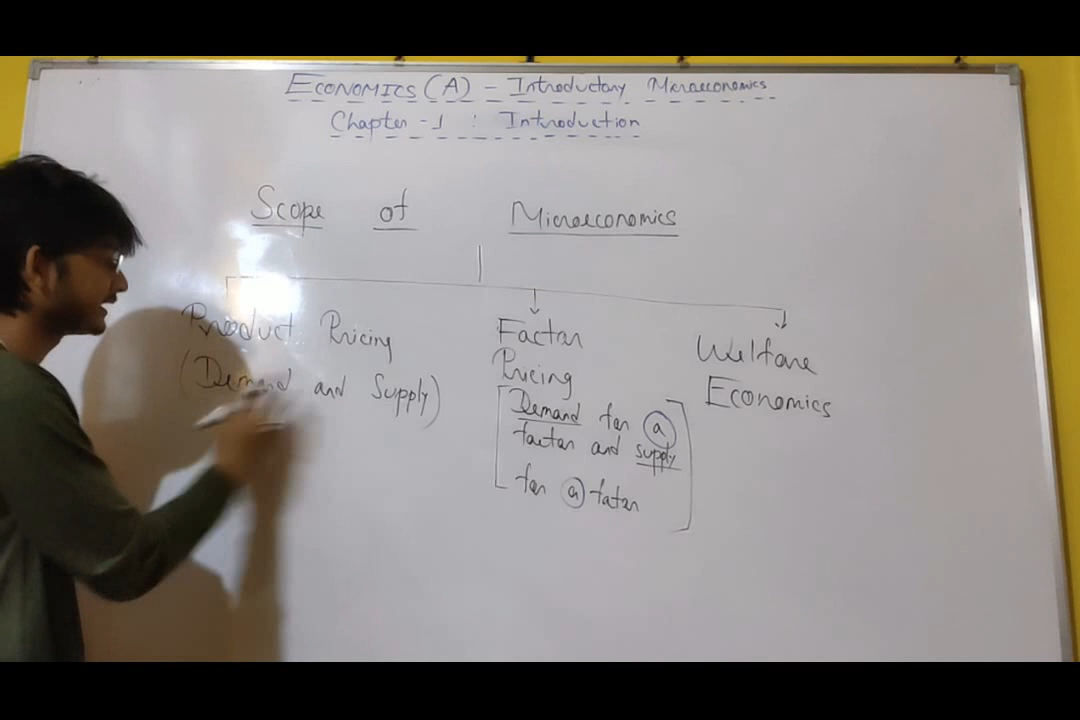 ECONOMICS (A) - Introductory Microeconomics
Chapter - 1 : Introduction
Scope of Microeconomics
Product Pricing
(Demand and Supply)
Factor
Pricing
[Demand for a
factor and supply
for a factor]
Welfare
Economics